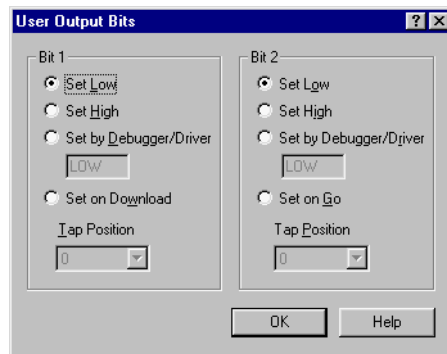 User Output Bits
Bit 1
Set Low
Set High
Set by Debugger/Driver
LOW
Set on Download
Tap Position
0
Bit 2
Set Low
Set High
Set by Debugger/Driver
LOW
Set on Go
Tap Position
0
OK
Help